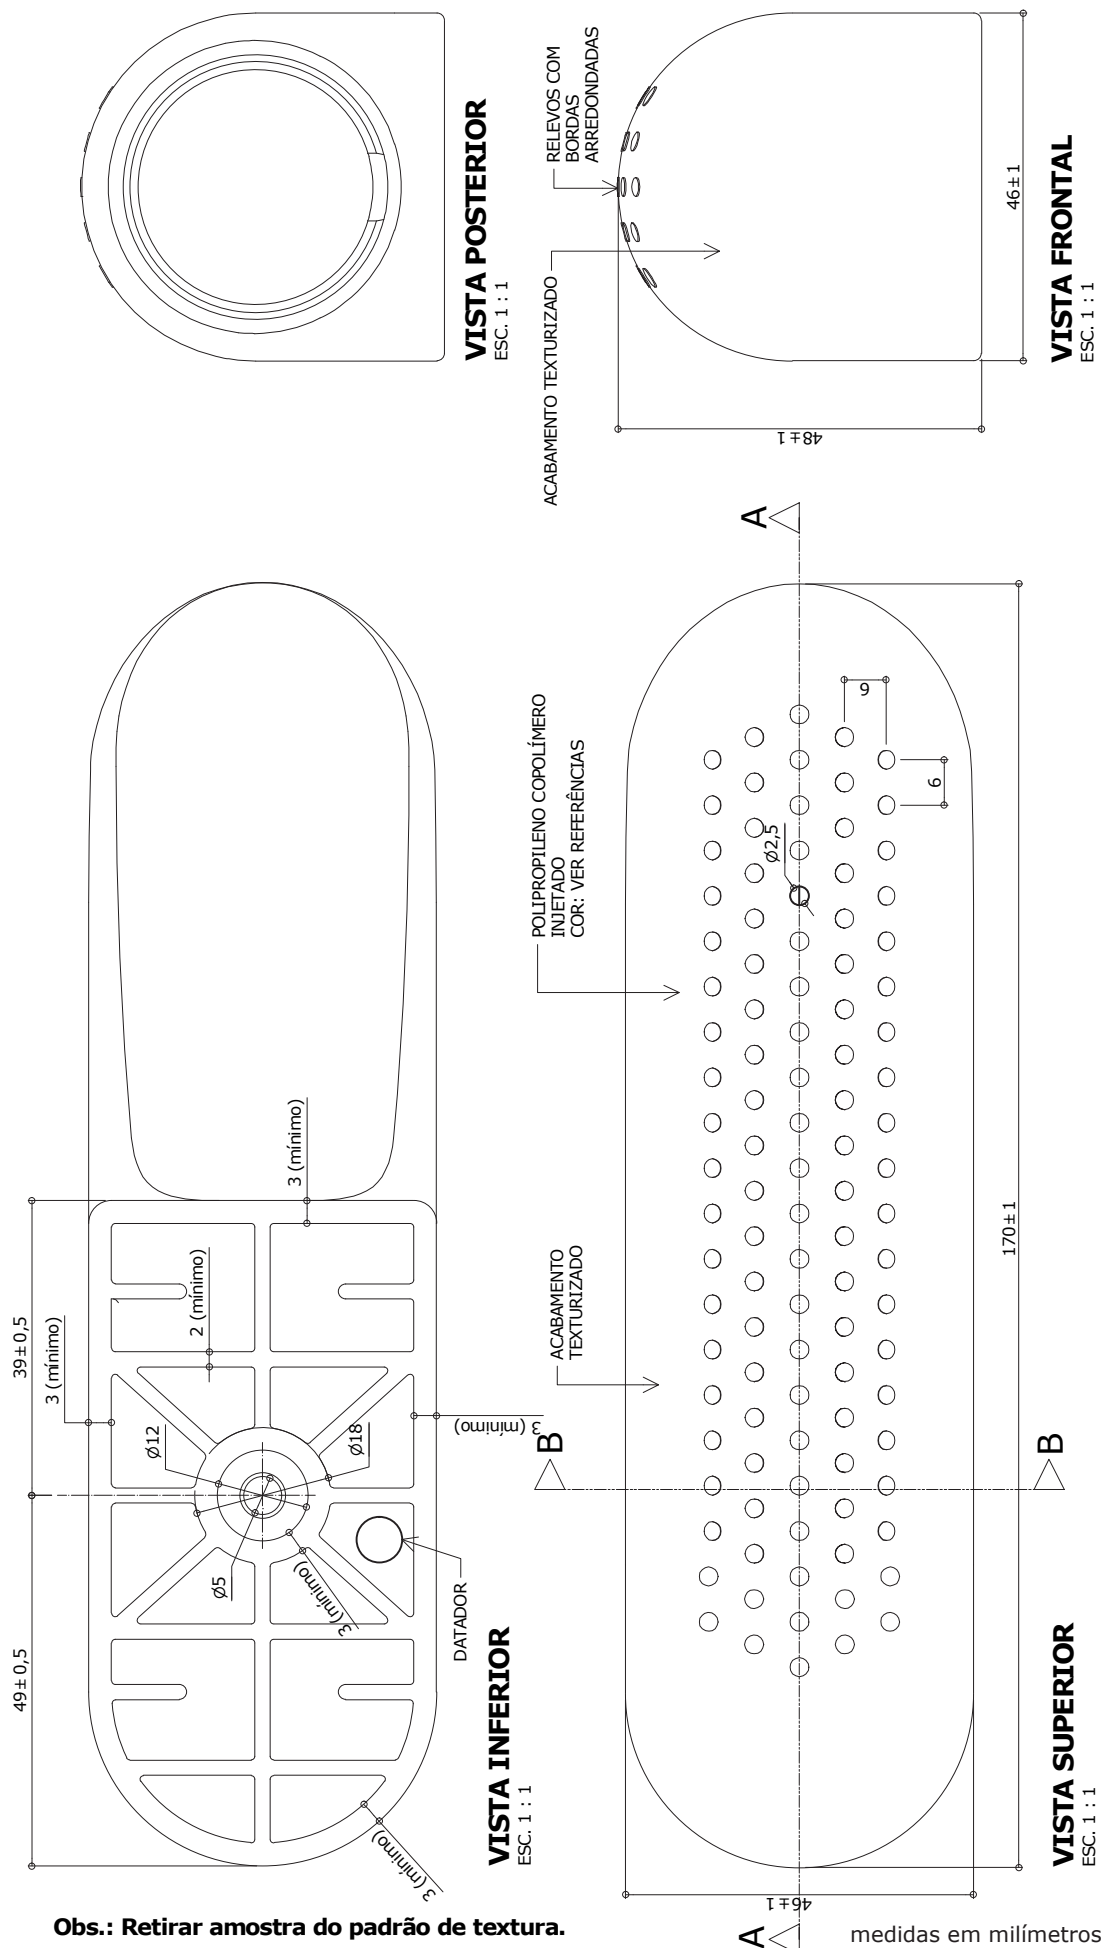 VISTA POSTERIOR
ESC. 1 : 1
RELEVOS COM
BORDAS
ARREDONDADAS
ACABAMENTO TEXTURIZADO
46±1
48±1
VISTA FRONTAL
ESC. 1 : 1
39±0,5
49±0,5
3 (mínimo)
2 (mínimo)
3 (mínimo)
3 (mínimo)
Ø12
Ø18
Ø5
3 (mínimo)
DATADOR
3 (mínimo)
VISTA INFERIOR
ESC. 1 : 1
A
POLIPROPILENO COPOLÍMERO
INJETADO
COR: VER REFERÊNCIAS
ACABAMENTO
TEXTURIZADO
6
6
Ø2,5
170±1
B
B
46±1
A
VISTA SUPERIOR
ESC. 1 : 1
Obs.: Retirar amostra do padrão de textura.
medidas em milímetros